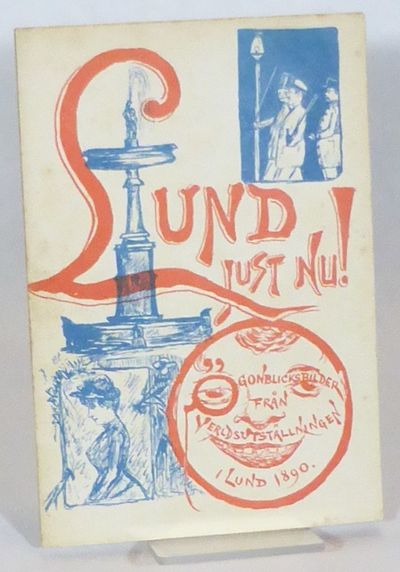 LUND
JUST NU!
ÖGONBLICKSBILDER
FRÅN
VERLDSUTSTÄLLNINGEN
I LUND 1890.